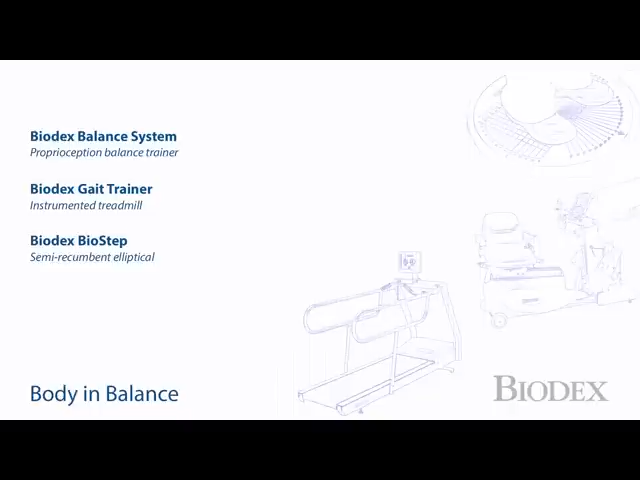 Biodex Balance System
Proprioception balance trainer
Biodex Gait Trainer
Instrumented treadmill
Biodex BioStep
Semi-recumbent elliptical
Body in Balance
BIODEX